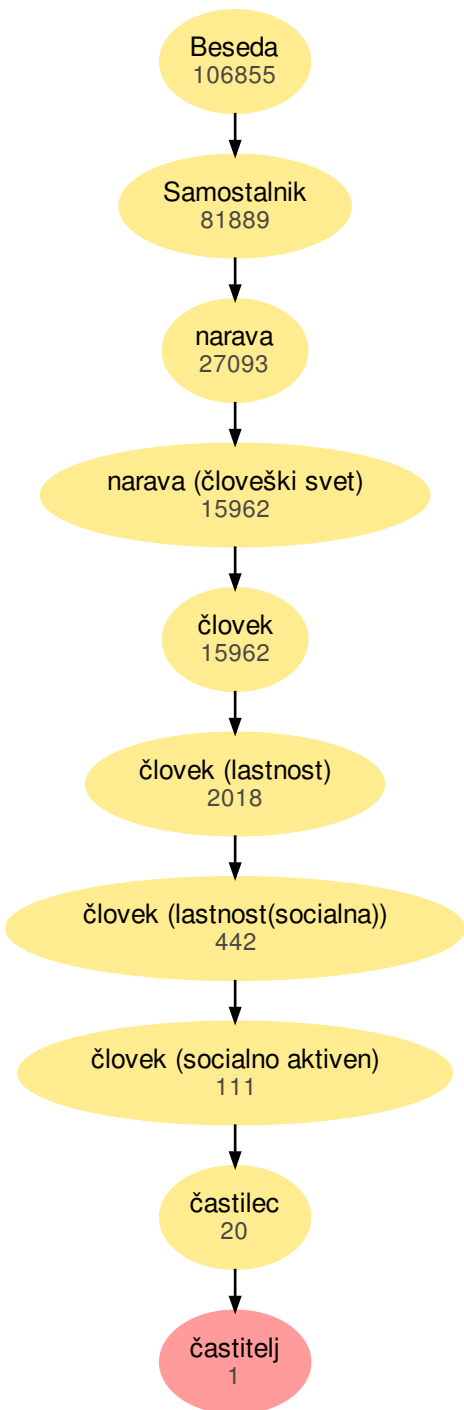 Beseda
106855
Samostalnik
81889
narava
27093
narava (človeški svet)
15962
človek
15962
človek (lastnost)
2018
človek (lastnost(socialna))
442
človek (socialno aktiven)
111
častilec
20
častitelj
1